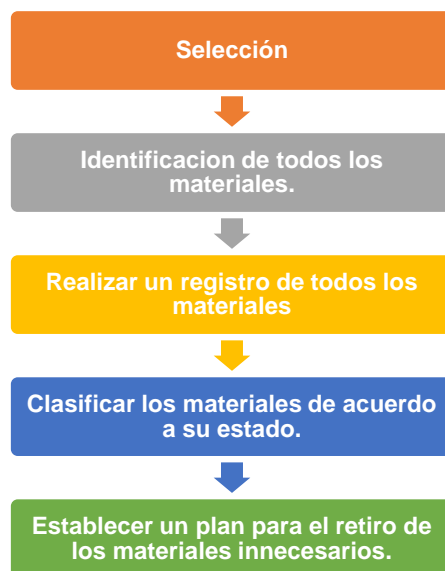 Selección
Identificacion de todos los
materiales.
Realizar un registro de todos los
materiales
Clasificar los materiales de acuerdo
a su estado.
Establecer un plan para el retiro de
los materiales innecesarios.